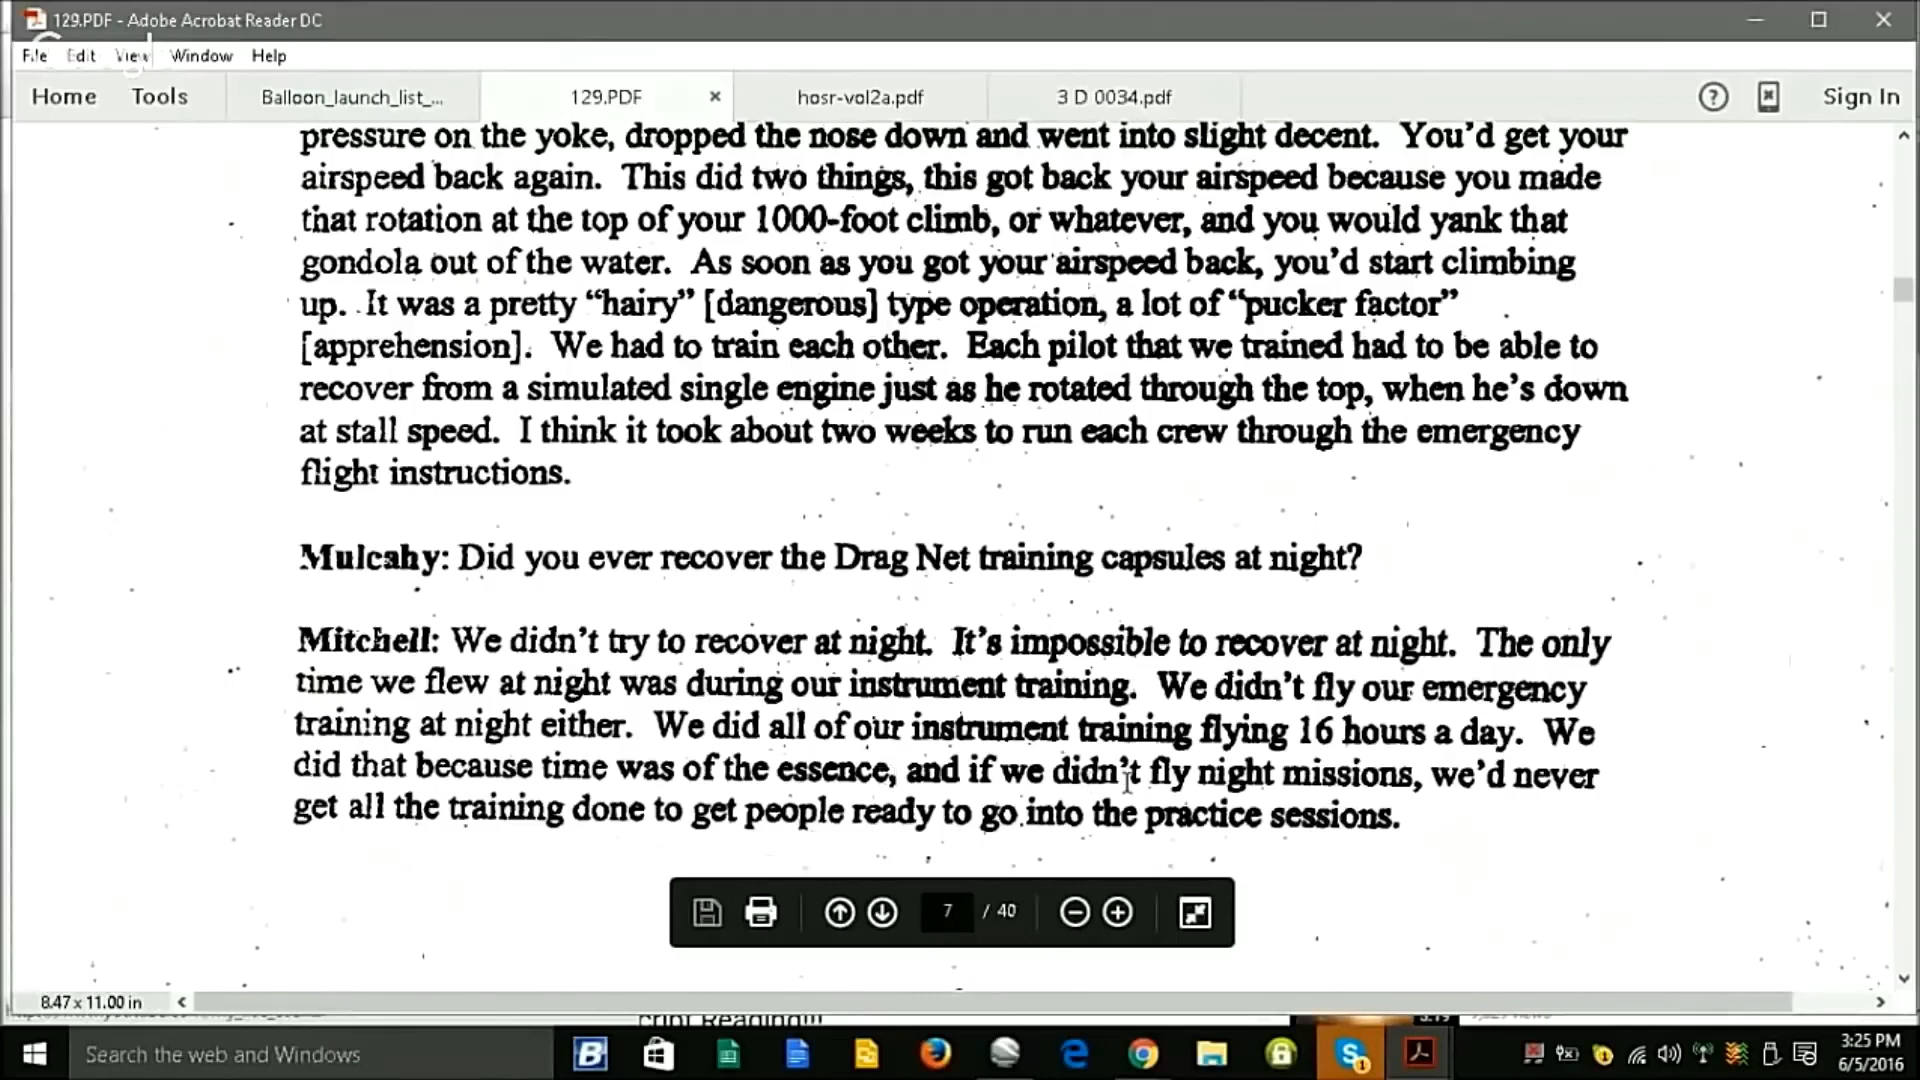 129.PDF - Adobe Acrobat Reader DC
File Edit View Window Help
Home Tools Balloon_launch_list_... 129.PDF × hosr-vol2a.pdf 3 D 0034.pdf ? Sign In
pressure on the yoke, dropped the nose down and went into slight decent. You'd get your
airspeed back again. This did two things, this got back your airspeed because you made
that rotation at the top of your 1000-foot climb, or whatever, and you would yank that
gondola out of the water. As soon as you got your airspeed back, you'd start climbing
up. It was a pretty “hairy” [dangerous] type operation, a lot of “pucker factor”
[apprehension]. We had to train each other. Each pilot that we trained had to be able to
recover from a simulated single engine just as he rotated through the top, when he's down
at stall speed. I think it took about two weeks to run each crew through the emergency
flight instructions.
Mulcahy: Did you ever recover the Drag Net training capsules at night?
Mitchell: We didn't try to recover at night. It's impossible to recover at night. The only
time we flew at night was during our instrument training. We didn't fly our emergency
training at night either. We did all of our instrument training flying 16 hours a day. We
did that because time was of the essence, and if we didn't fly night missions, we'd never
get all the training done to get people ready to go into the practice sessions.
7 / 40
8.47 x 11.00 in
Search the web and Windows
3:25 PM
6/5/2016